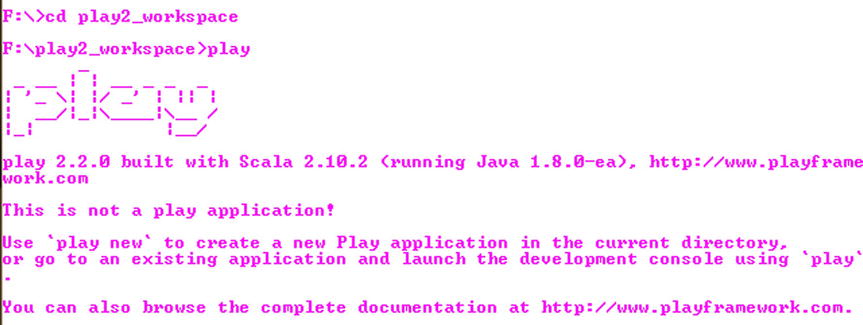 F:\>cd play2_workspace
F:\play2_workspace>play
play
play 2.2.0 built with Scala 2.10.2 (running Java 1.8.0-ea), http://www.playframe
work.com
This is not a play application!
Use `play new` to create a new Play application in the current directory,
or go to an existing application and launch the development console using `play`
.
You can also browse the complete documentation at http://www.playframework.com.